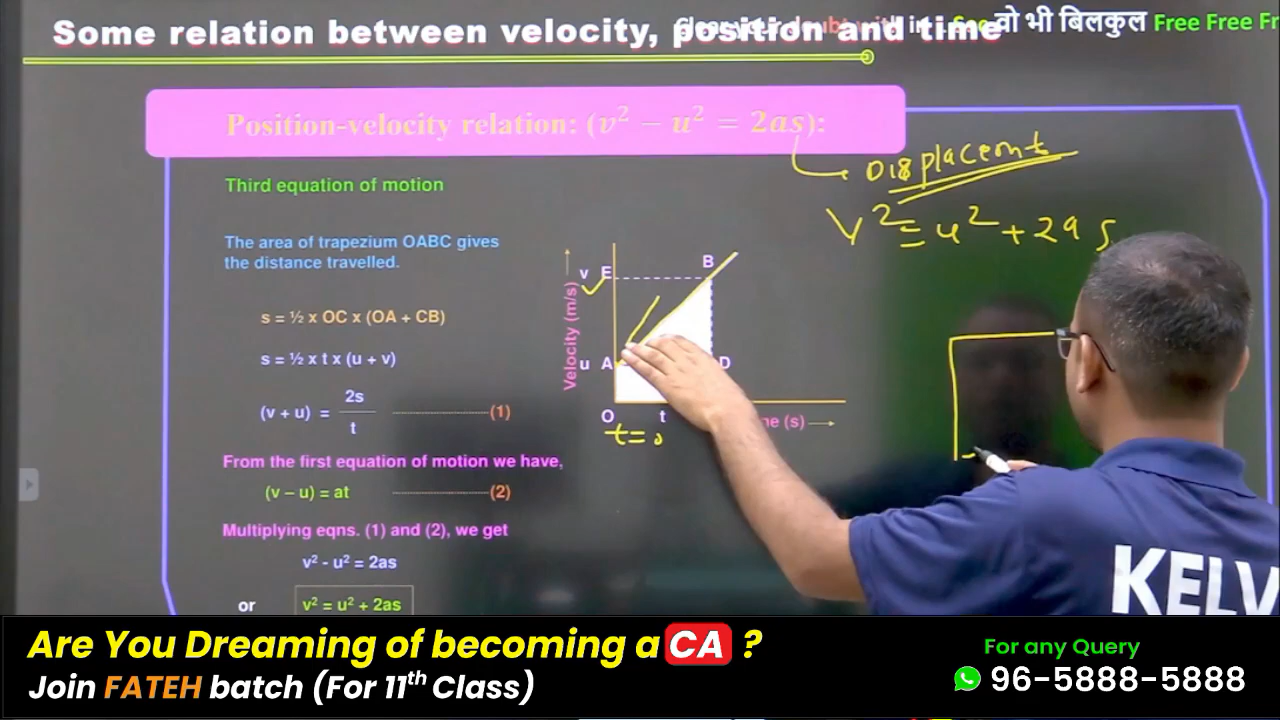 Some relation between velocity, position and time
वो भी बिलकुल Free Free Fr
Position-velocity relation: (v² − u² = 2as):
Displacemnt
V² = u² + 2as
Third equation of motion
The area of trapezium OABC gives
the distance travelled.
s = ½ x OC x (OA + CB)
s = ½ x t x (u + v)
(v + u) = 2s / t (1)
From the first equation of motion we have,
(v – u) = at (2)
Multiplying eqns. (1) and (2), we get
v² - u² = 2as
or v² = u² + 2as
Velocity (m/s)
v E B
u A D
O t me (s)
t = 0
KELV
Are You Dreaming of becoming a CA ?
Join FATEH batch (For 11th Class)
For any Query
96-5888-5888